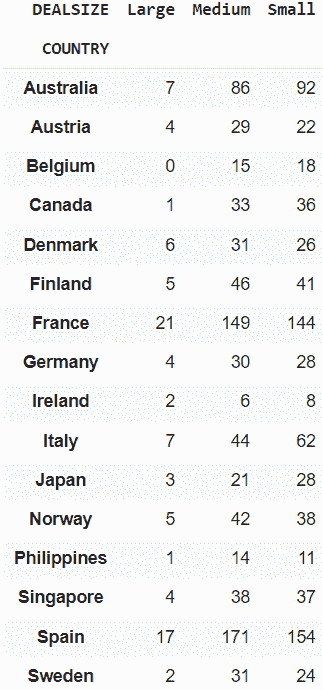 DEALSIZE Large Medium Small
COUNTRY
Australia 7 86 92
Austria 4 29 22
Belgium 0 15 18
Canada 1 33 36
Denmark 6 31 26
Finland 5 46 41
France 21 149 144
Germany 4 30 28
Ireland 2 6 8
Italy 7 44 62
Japan 3 21 28
Norway 5 42 38
Philippines 1 14 11
Singapore 4 38 37
Spain 17 171 154
Sweden 2 31 24